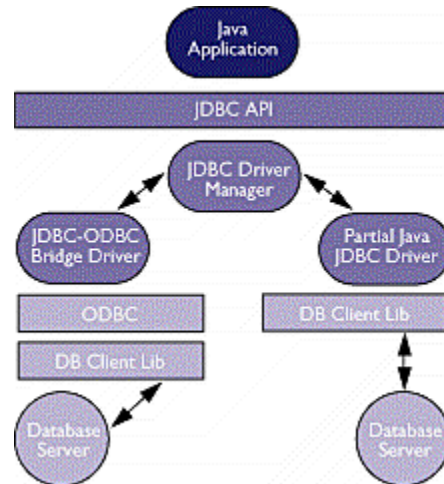 Java
Application
JDBC API
JDBC Driver
Manager
JDBC-ODBC
Bridge Driver
Partial Java
JDBC Driver
ODBC
DB Client Lib
DB Client Lib
Database
Server
Database
Server